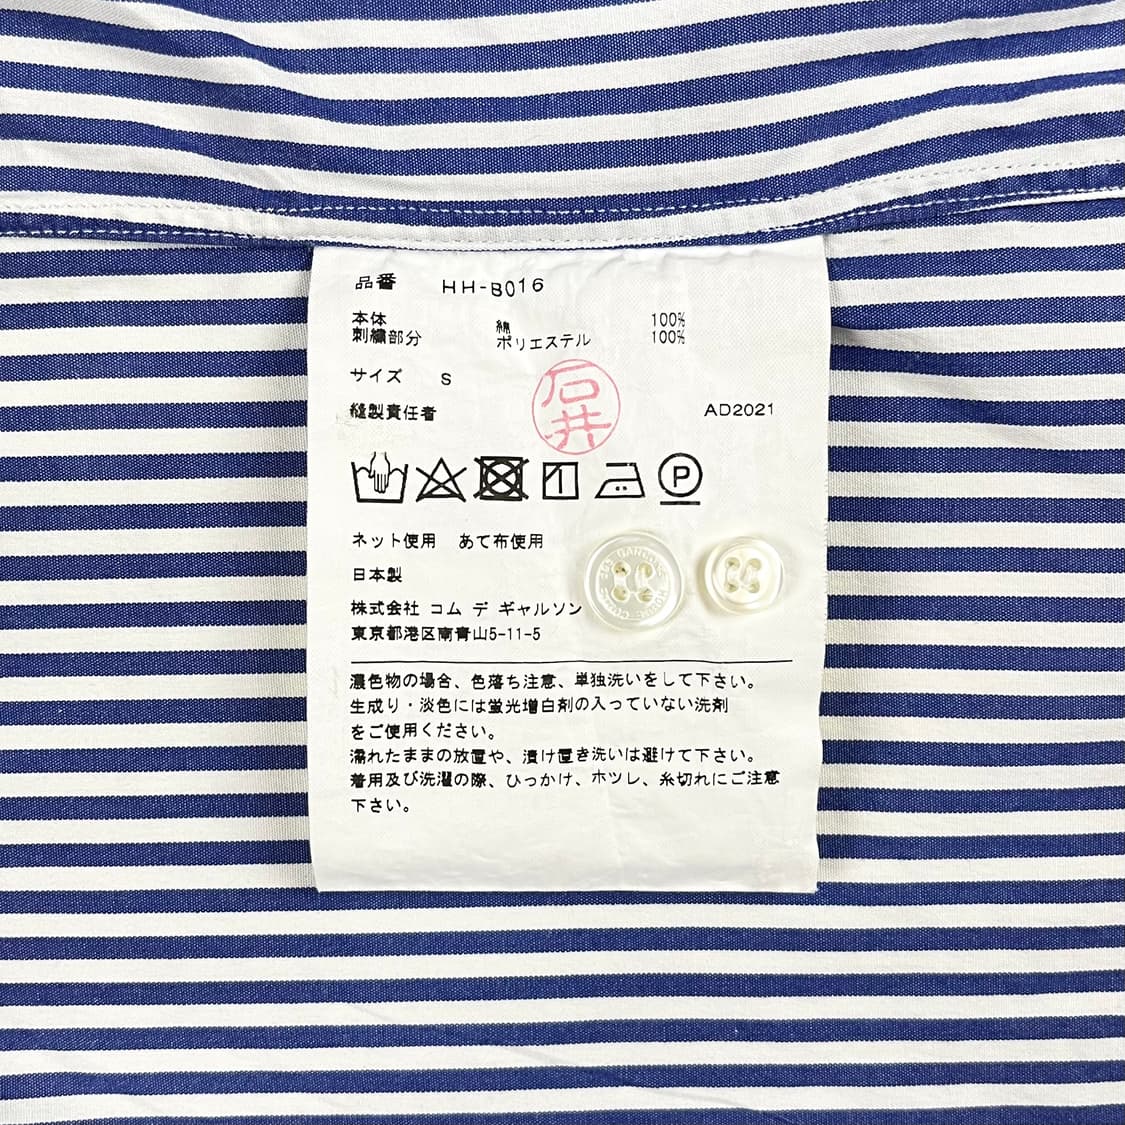 品番 HH-B016
本体 綿 100%
刺繍部分 ポリエステル 100%
サイズ S
石井
縫製責任者 AD2021
P
ネット使用 あて布使用
日本製
株式会社 コム デ ギャルソン
東京都港区南青山5-11-5
濃色物の場合、色落ち注意、単独洗いをして下さい。
生成り・淡色には蛍光増白剤の入っていない洗剤
をご使用ください。
濡れたままの放置や、漬け置き洗いは避けて下さい。
着用及び洗濯の際、ひっかけ、ホツレ、糸切れにご注意
下さい。